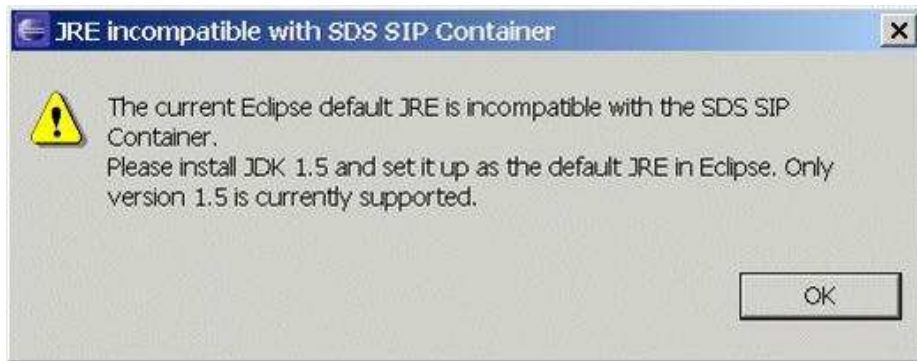 JRE incompatible with SDS SIP Container
The current Eclipse default JRE is incompatible with the SDS SIP
Container.
Please install JDK 1.5 and set it up as the default JRE in Eclipse. Only
version 1.5 is currently supported.
OK